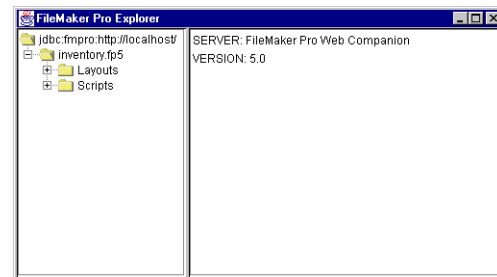 FileMaker Pro Explorer
jdbc:fmpro:http://localhost/
inventory.fp5
Layouts
Scripts
SERVER: FileMaker Pro Web Companion
VERSION: 5.0